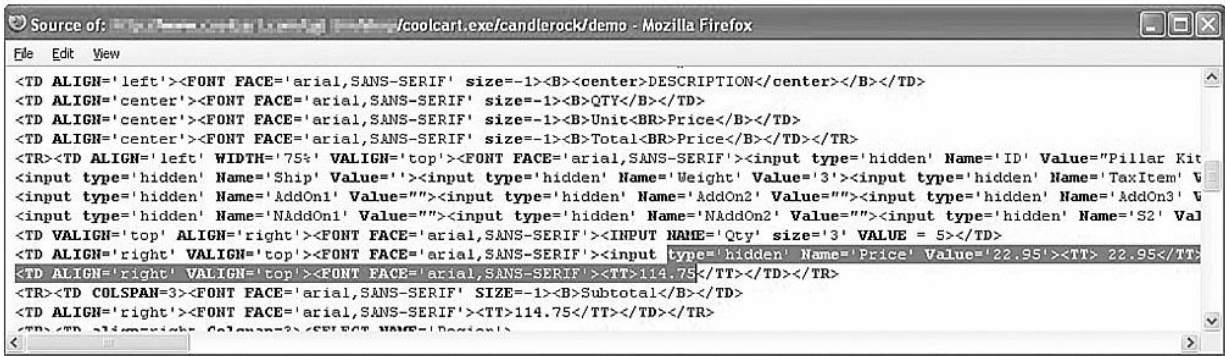 Source of: /coolcart.exe/candlerock/demo - Mozilla Firefox
File Edit View
<TD ALIGN='left'><FONT FACE='arial,SANS-SERIF' size=-1><B><center>DESCRIPTION</center></B></TD>
<TD ALIGN='center'><FONT FACE='arial,SANS-SERIF' size=-1><B>QTY</B></TD>
<TD ALIGN='center'><FONT FACE='arial,SANS-SERIF' size=-1><B>Unit<BR>Price</B></TD>
<TD ALIGN='center'><FONT FACE='arial,SANS-SERIF' size=-1><B>Total<BR>Price</B></TD></TR>
<TR><TD ALIGN='left' WIDTH='75%' VALIGN='top'><FONT FACE='arial,SANS-SERIF'><input type='hidden' Name='ID' Value="Pillar Kit
<input type='hidden' Name='Ship' Value=''><input type='hidden' Name='Weight' Value='3'><input type='hidden' Name='TaxItem' V
<input type='hidden' Name='AddOn1' Value=""><input type='hidden' Name='AddOn2' Value=""><input type='hidden' Name='AddOn3' V
<input type='hidden' Name='NAddOn1' Value=""><input type='hidden' Name='NAddOn2' Value=""><input type='hidden' Name='S2' Val
<TD VALIGN='top' ALIGN='right'><FONT FACE='arial,SANS-SERIF'><INPUT NAME='Qty' size='3' VALUE = 5></TD>
<TD ALIGN='right' VALIGN='top'><FONT FACE='arial,SANS-SERIF'><input type='hidden' Name='Price' Value='22.95'><TT> 22.95</TT>
<TD ALIGN='right' VALIGN='top'><FONT FACE='arial,SANS-SERIF'><TT>114.75</TT></TD></TR>
<TR><TD COLSPAN=3><FONT FACE='arial,SANS-SERIF' SIZE=-1><B>Subtotal</B></TD>
<TD ALIGN='right'><FONT FACE='arial,SANS-SERIF'><TT>114.75</TT></TD></TR>
<TR><TD align=right Colspan=3><SELECT NAME='Region'>